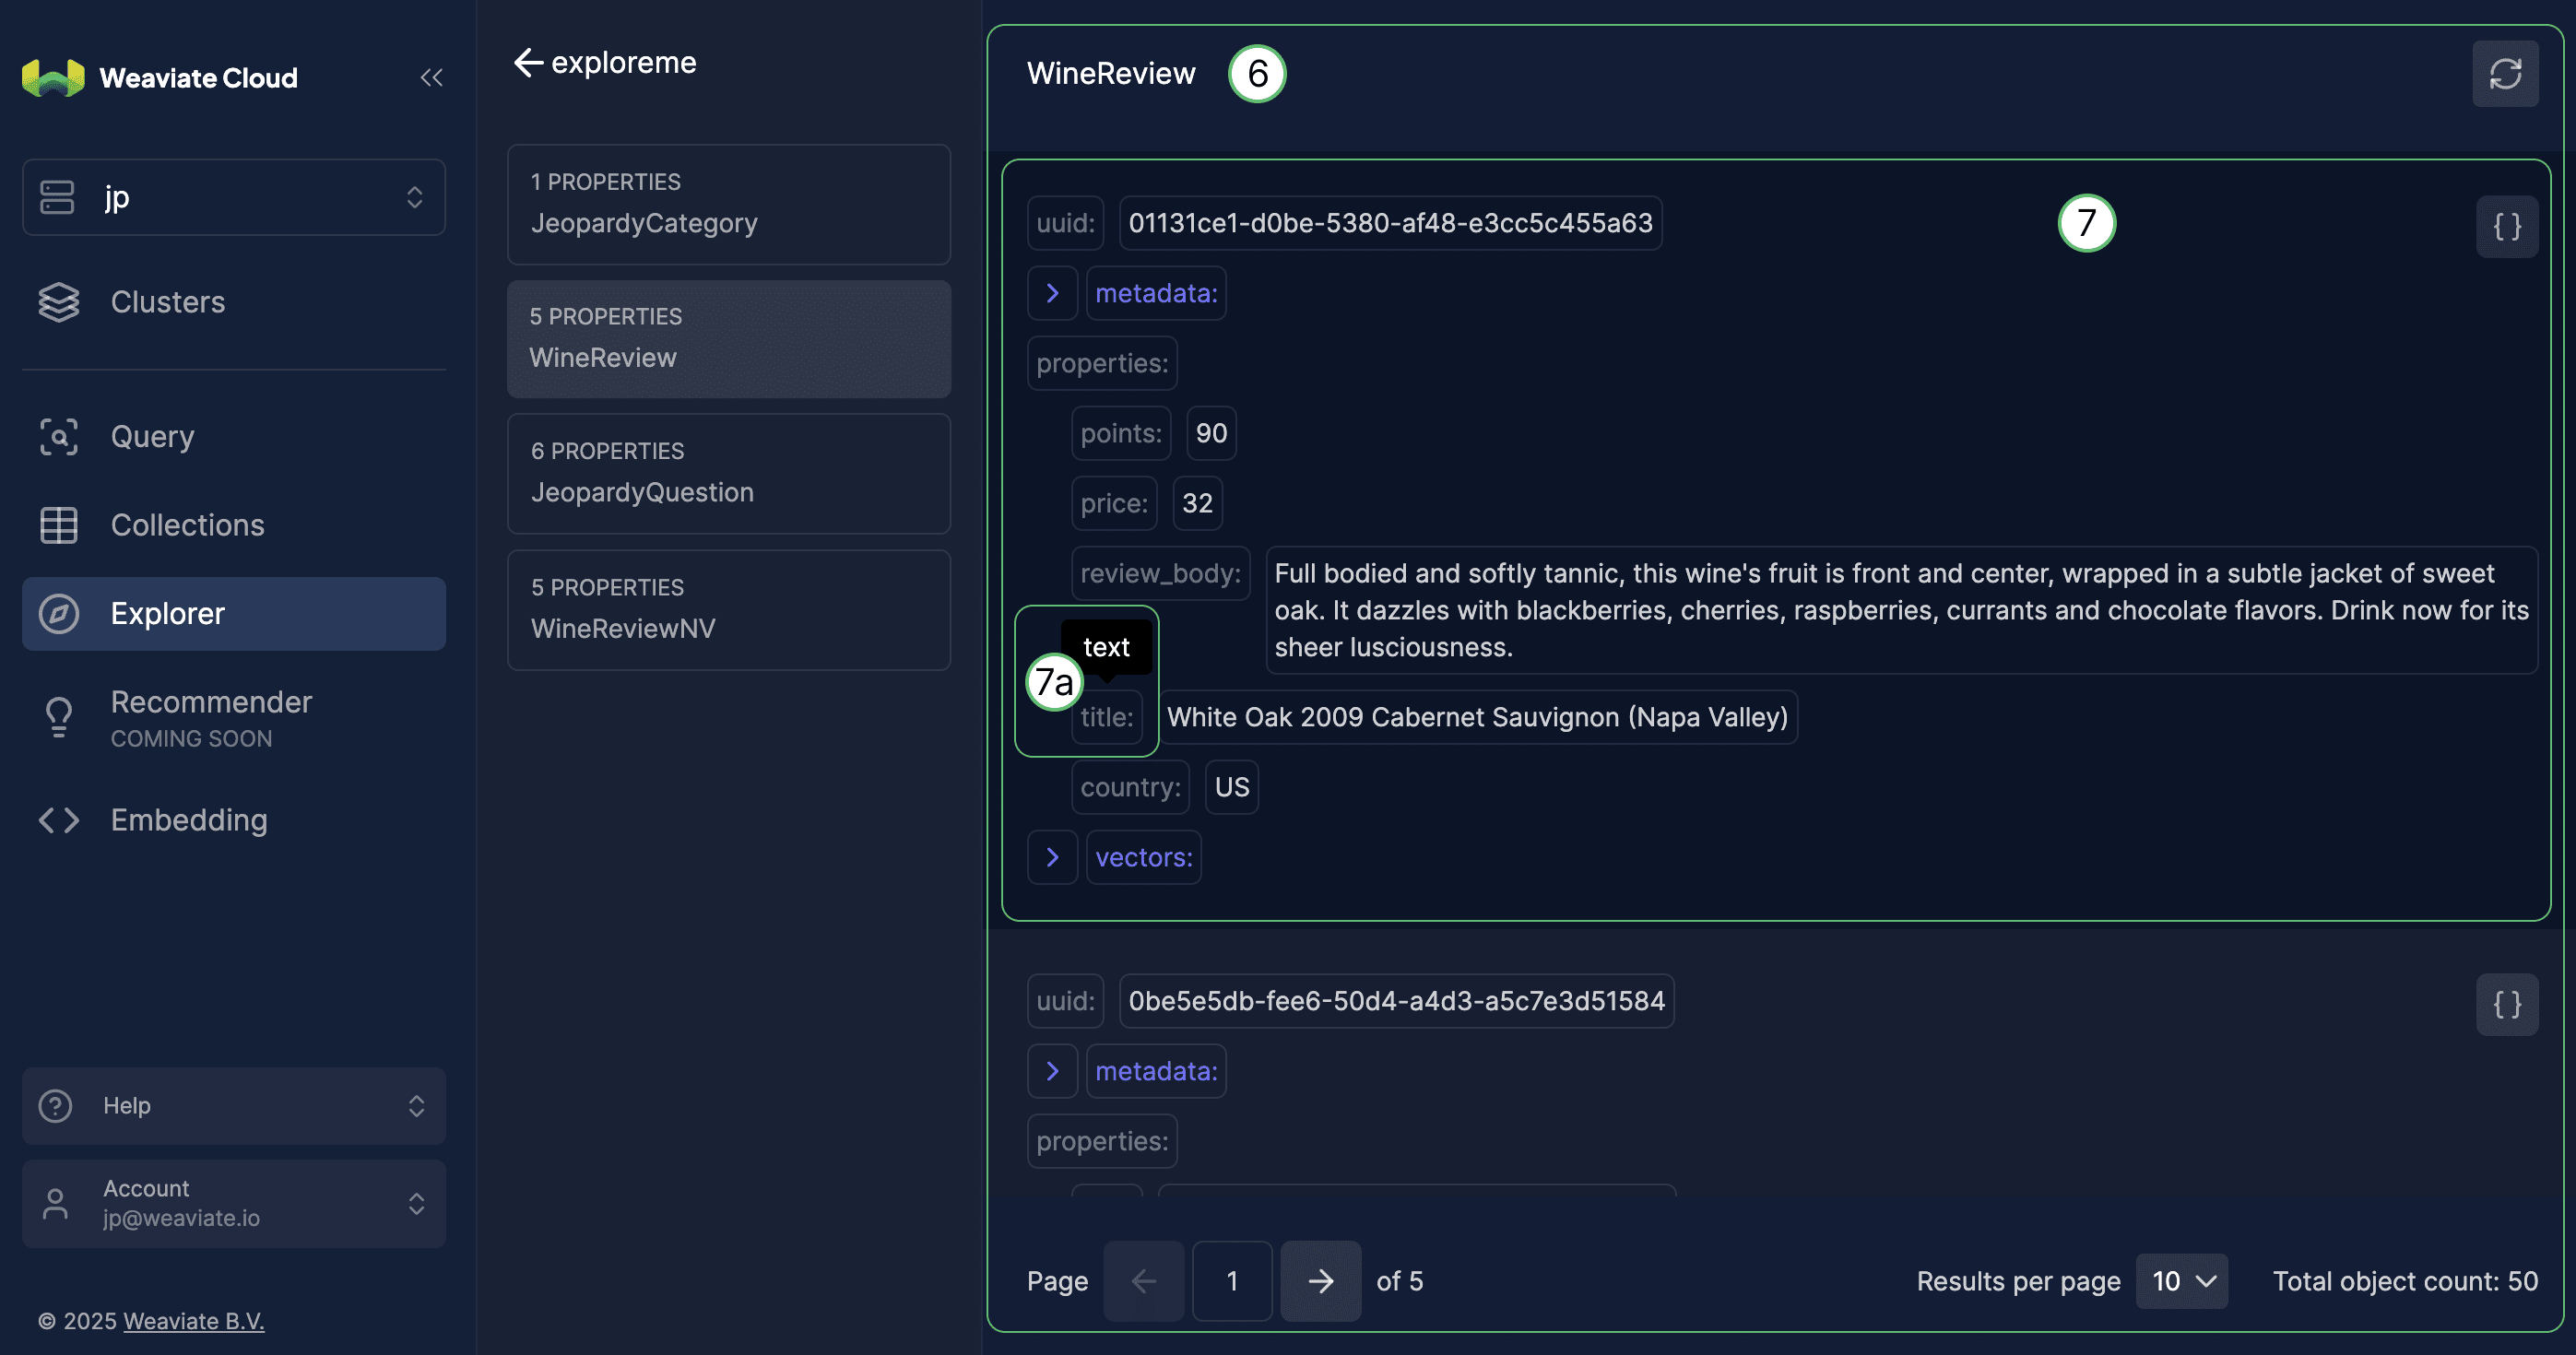 Weaviate Cloud
jp
Clusters
Query
Collections
Explorer
Recommender
COMING SOON
Embedding
Help
Account
jp@weaviate.io
© 2025 Weaviate B.V.
exploreme
1 PROPERTIES
JeopardyCategory
5 PROPERTIES
WineReview
6 PROPERTIES
JeopardyQuestion
5 PROPERTIES
WineReviewNV
WineReview 6
uuid: 01131ce1-d0be-5380-af48-e3cc5c455a63 7 { }
metadata:
properties:
points: 90
price: 32
review_body: Full bodied and softly tannic, this wine's fruit is front and center, wrapped in a subtle jacket of sweet
oak. It dazzles with blackberries, cherries, raspberries, currants and chocolate flavors. Drink now for its
sheer lusciousness.
text
7a
title: White Oak 2009 Cabernet Sauvignon (Napa Valley)
country: US
vectors:
uuid: 0be5e5db-fee6-50d4-a4d3-a5c7e3d51584 { }
metadata:
properties:
Page 1 of 5 Results per page 10 Total object count: 50